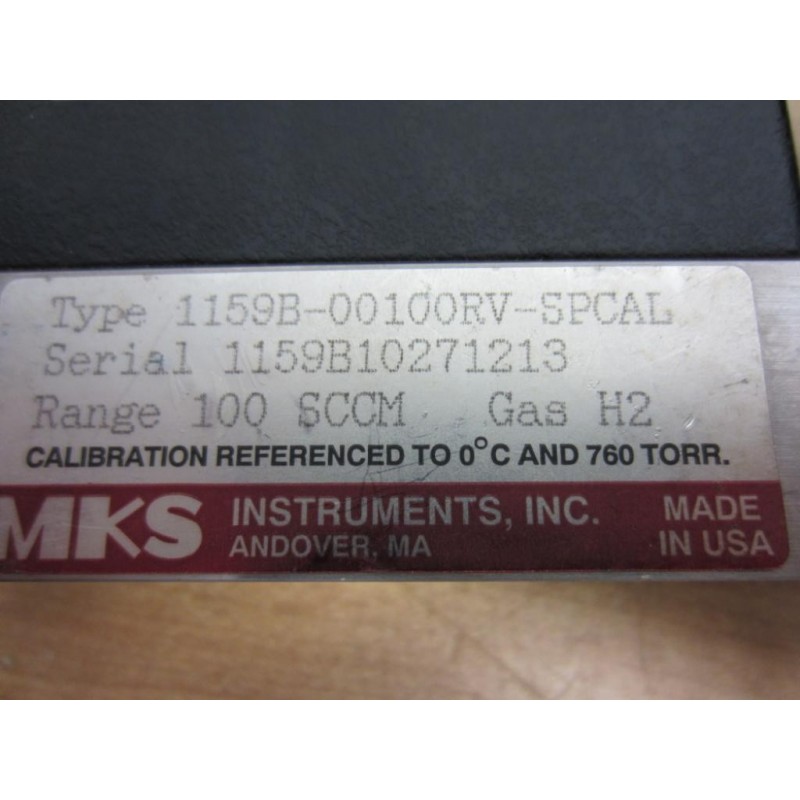 Type 1159B-00100RV-SPCAL
Serial 1159B10271213
Range 100 SCCM Gas H2
CALIBRATION REFERENCED TO 0°C AND 760 TORR.
MKS INSTRUMENTS, INC. MADE
ANDOVER, MA IN USA